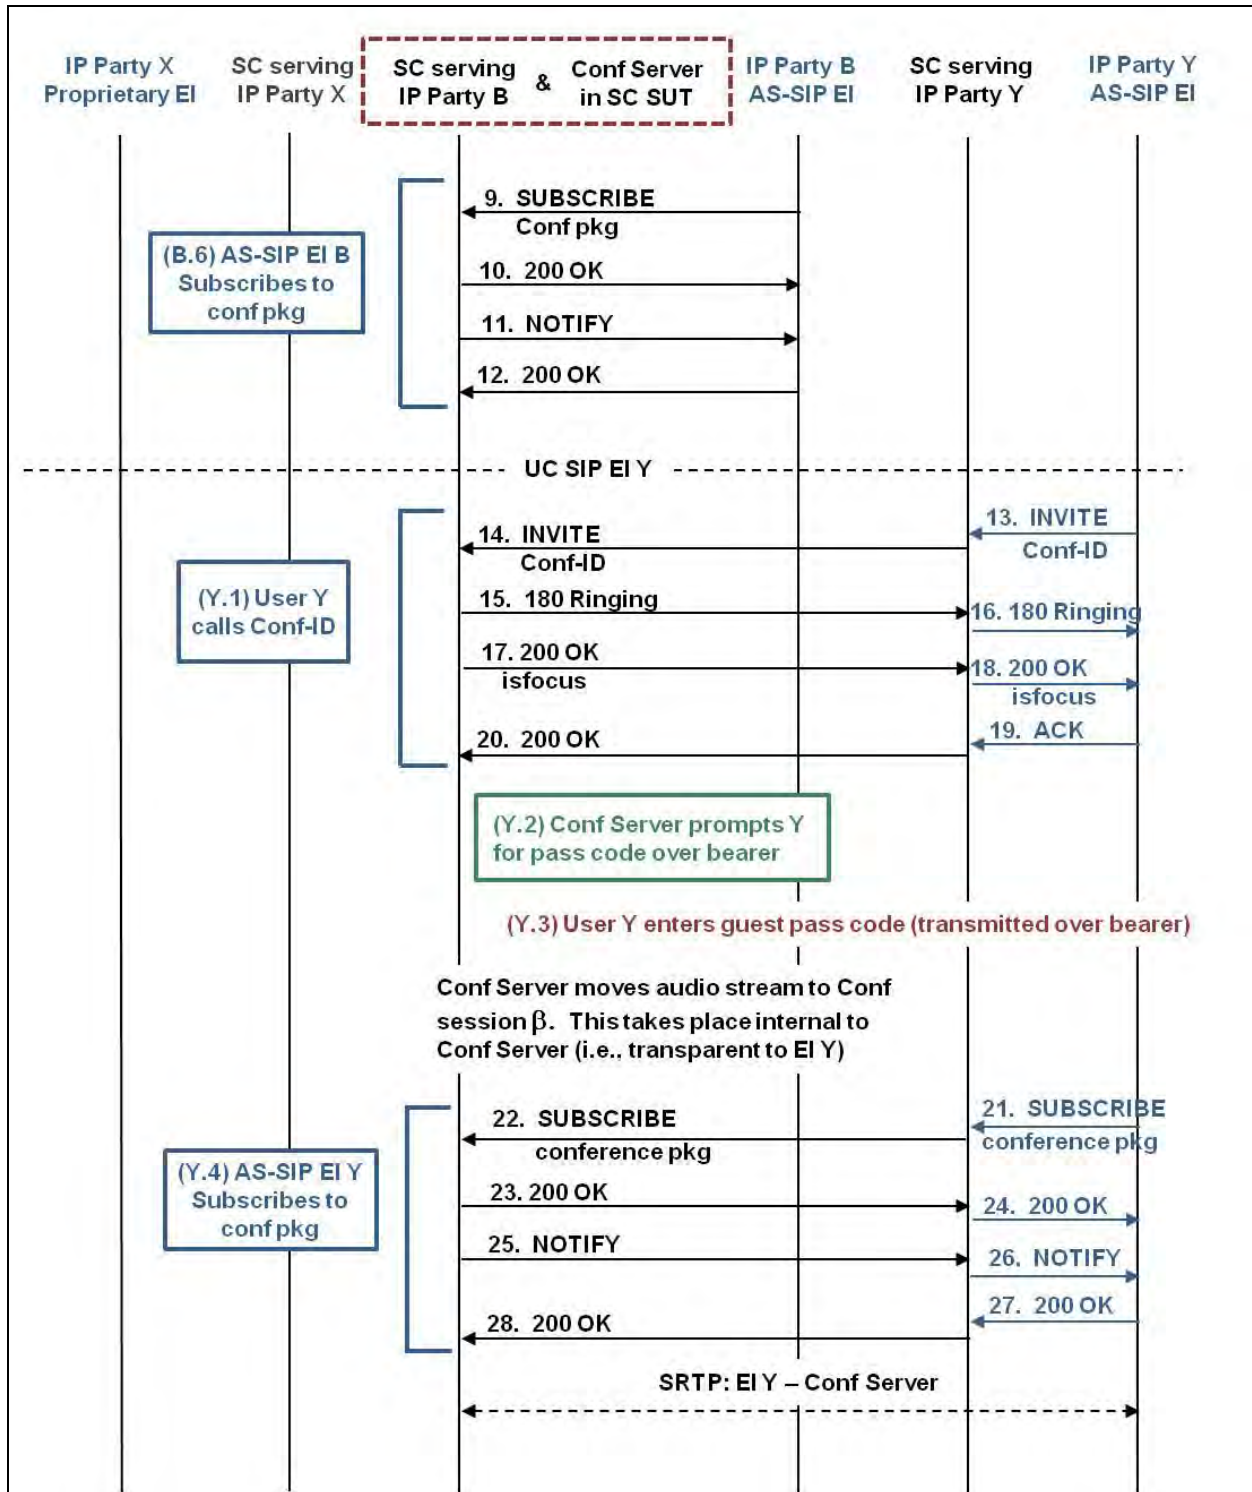 IP Party X
Proprietary EI
SC serving
IP Party X
SC serving
IP Party B
&
Conf Server
in SC SUT
IP Party B
AS-SIP EI
SC serving
IP Party Y
IP Party Y
AS-SIP EI
9. SUBSCRIBE
Conf pkg
(B.6) AS-SIP EI B
Subscribes to
conf pkg
10. 200 OK
11. NOTIFY
12. 200 OK
UC SIP EI Y
13. INVITE
Conf-ID
14. INVITE
Conf-ID
(Y.1) User Y
calls Conf-ID
15. 180 Ringing
16. 180 Ringing
17. 200 OK
isfocus
18. 200 OK
isfocus
19. ACK
20. 200 OK
(Y.2) Conf Server prompts Y
for pass code over bearer
(Y.3) User Y enters guest pass code (transmitted over bearer)
Conf Server moves audio stream to Conf
session β. This takes place internal to
Conf Server (i.e., transparent to EI Y)
21. SUBSCRIBE
conference pkg
22. SUBSCRIBE
conference pkg
(Y.4) AS-SIP EI Y
Subscribes to
conf pkg
23. 200 OK
24. 200 OK
25. NOTIFY
26. NOTIFY
27. 200 OK
28. 200 OK
SRTP: EI Y – Conf Server